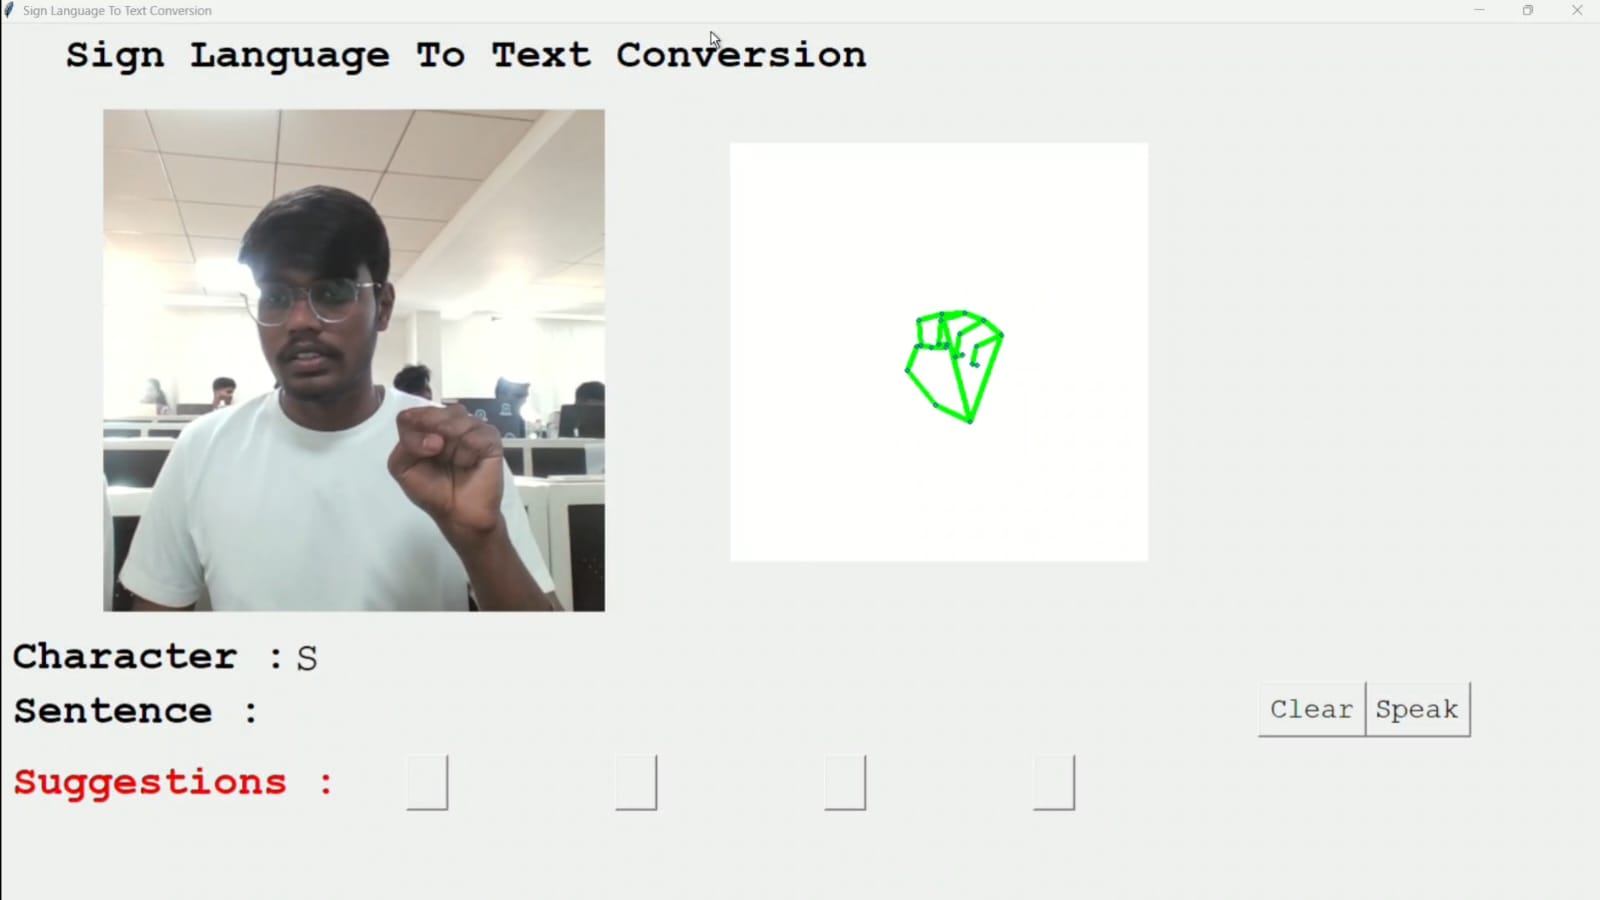 Sign Language To Text Conversion
Sign Language To Text Conversion
Character : S
Sentence :
Clear Speak
Suggestions :